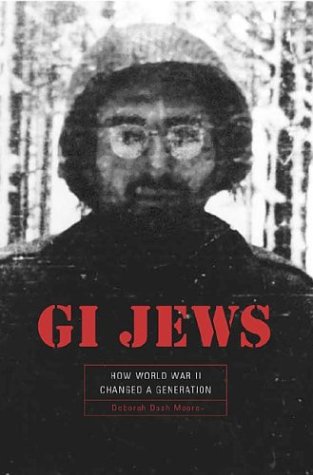 GI JEWS
HOW WORLD WAR II
CHANGED A GENERATION
Deborah Dash Moore